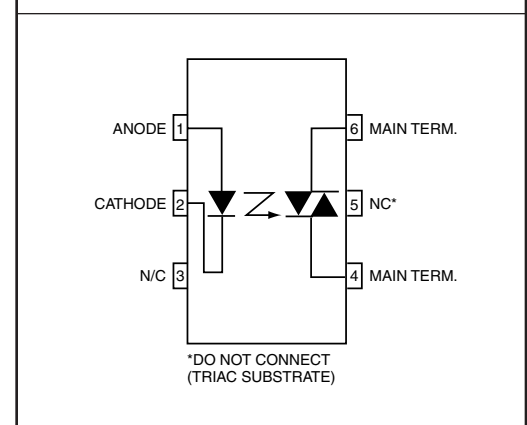 ANODE 1
6 MAIN TERM.
CATHODE 2
5 NC*
N/C 3
4 MAIN TERM.
*DO NOT CONNECT
(TRIAC SUBSTRATE)